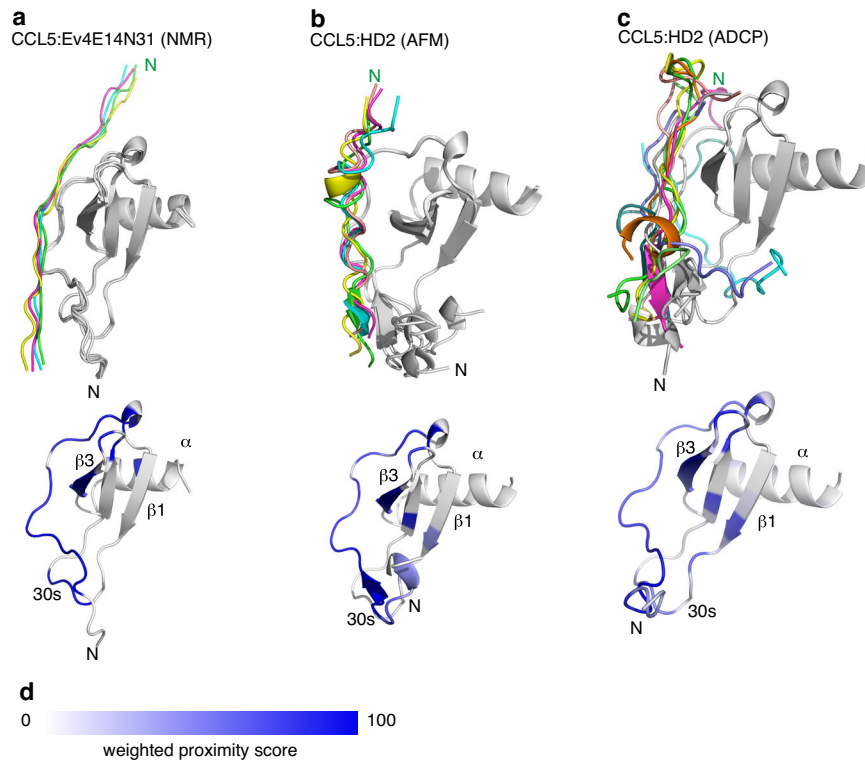 a
CCL5:Ev4E14N31 (NMR)
N
N
b
CCL5:HD2 (AFM)
N
N
c
CCL5:HD2 (ADCP)
N
N
β3
α
β1
30s
N
β3
α
β1
30s
N
β3
α
β1
30s
N
d
0
100
weighted proximity score